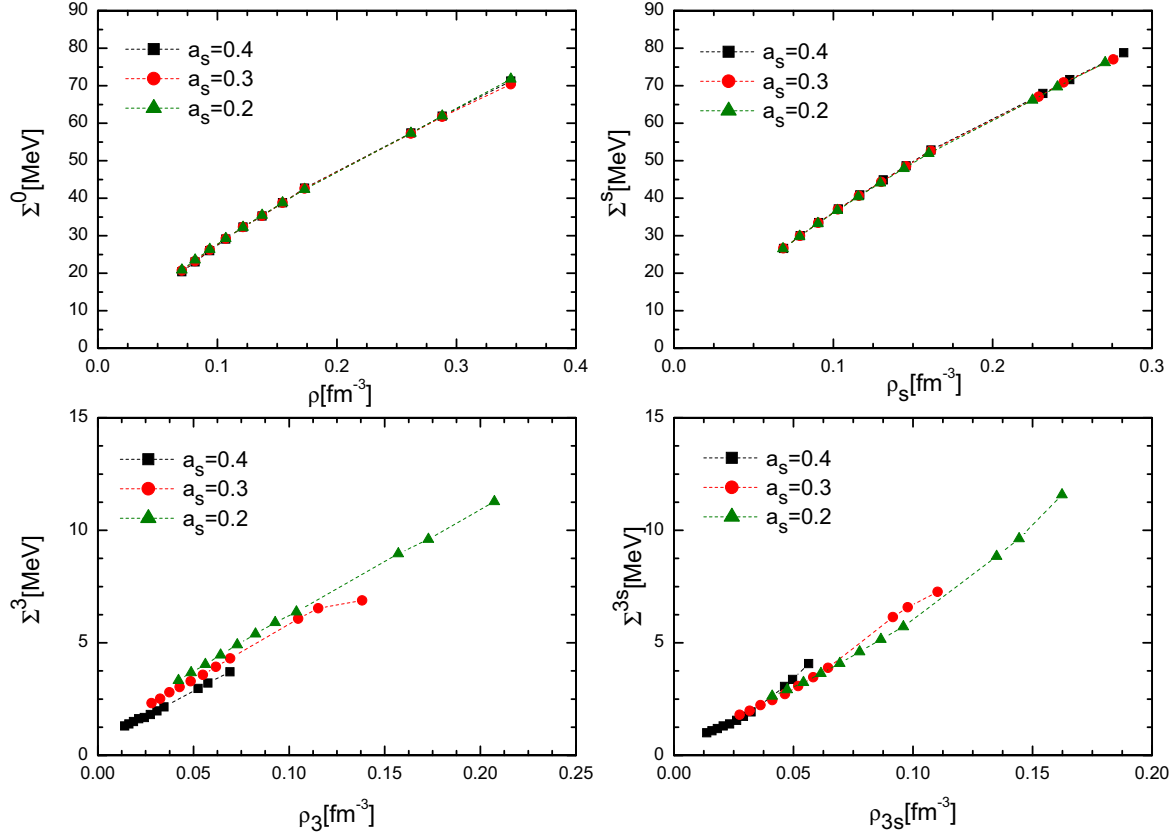 90
80
70
60
50
40
30
20
10
0
Σ⁰[MeV]
a_s=0.4
a_s=0.3
a_s=0.2
0.0 0.1 0.2 0.3 0.4
ρ[fm⁻³]
90
80
70
60
50
40
30
20
10
0
Σˢ[MeV]
a_s=0.4
a_s=0.3
a_s=0.2
0.0 0.1 0.2 0.3
ρ_s[fm⁻³]
15
10
5
0
Σ³[MeV]
a_s=0.4
a_s=0.3
a_s=0.2
0.00 0.05 0.10 0.15 0.20 0.25
ρ₃[fm⁻³]
15
10
5
0
Σ³ˢ[MeV]
a_s=0.4
a_s=0.3
a_s=0.2
0.00 0.05 0.10 0.15 0.20
ρ_3s[fm⁻³]